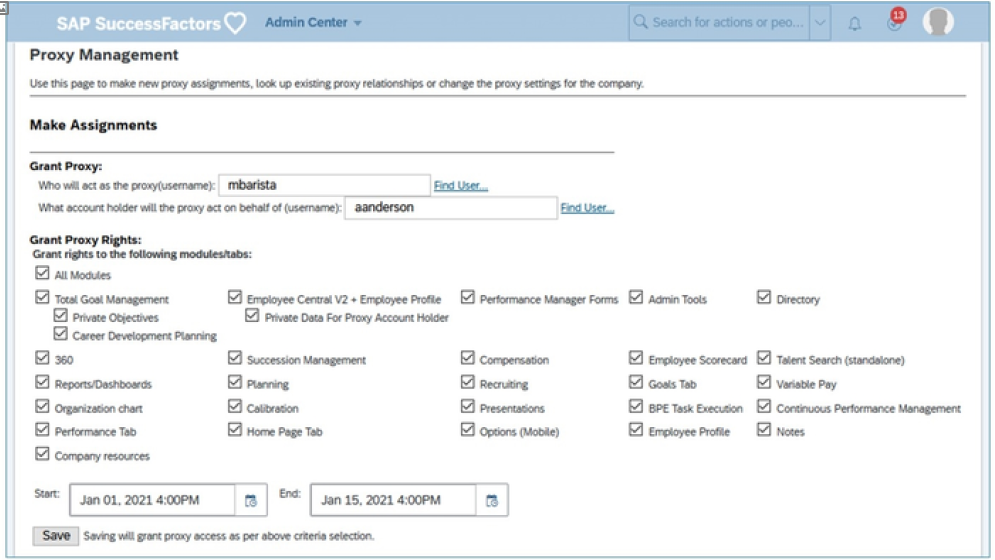 SAP SuccessFactors Admin Center Search for actions or peo... 13
Proxy Management
Use this page to make new proxy assignments, look up existing proxy relationships or change the proxy settings for the company.
Make Assignments
Grant Proxy:
Who will act as the proxy(username): mbarista Find User...
What account holder will the proxy act on behalf of (username): aanderson Find User...
Grant Proxy Rights:
Grant rights to the following modules/tabs:
All Modules
Total Goal Management Employee Central V2 + Employee Profile Performance Manager Forms Admin Tools Directory
Private Objectives Private Data For Proxy Account Holder
Career Development Planning
360 Succession Management Compensation Employee Scorecard Talent Search (standalone)
Reports/Dashboards Planning Recruiting Goals Tab Variable Pay
Organization chart Calibration Presentations BPE Task Execution Continuous Performance Management
Performance Tab Home Page Tab Options (Mobile) Employee Profile Notes
Company resources
Start: Jan 01, 2021 4:00PM End: Jan 15, 2021 4:00PM
Save Saving will grant proxy access as per above criteria selection.